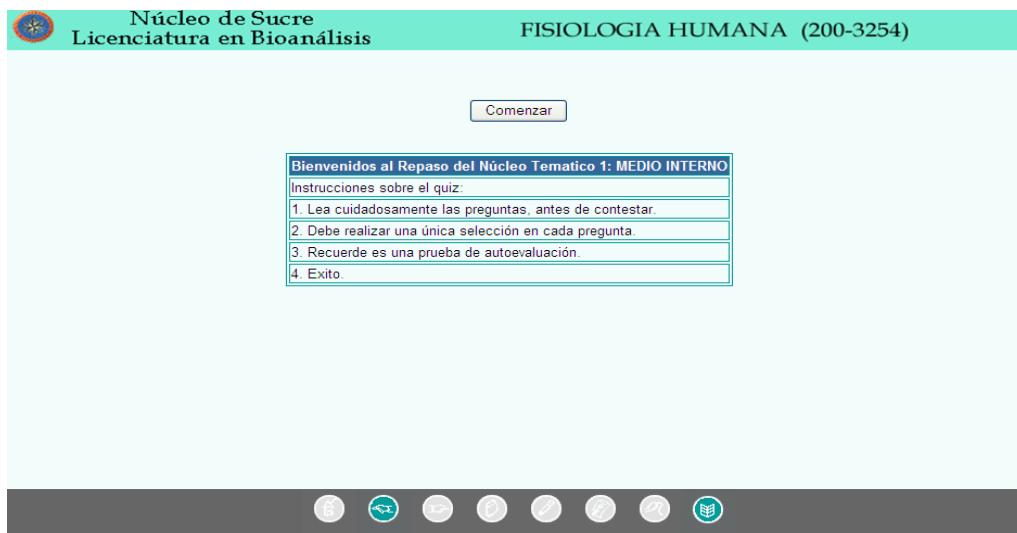 Núcleo de Sucre
Licenciatura en Bioanálisis
FISIOLOGIA HUMANA (200-3254)
Comenzar
Bienvenidos al Repaso del Núcleo Tematico 1: MEDIO INTERNO
Instrucciones sobre el quiz:
1. Lea cuidadosamente las preguntas, antes de contestar.
2. Debe realizar una única selección en cada pregunta.
3. Recuerde es una prueba de autoevaluación.
4. Exito.